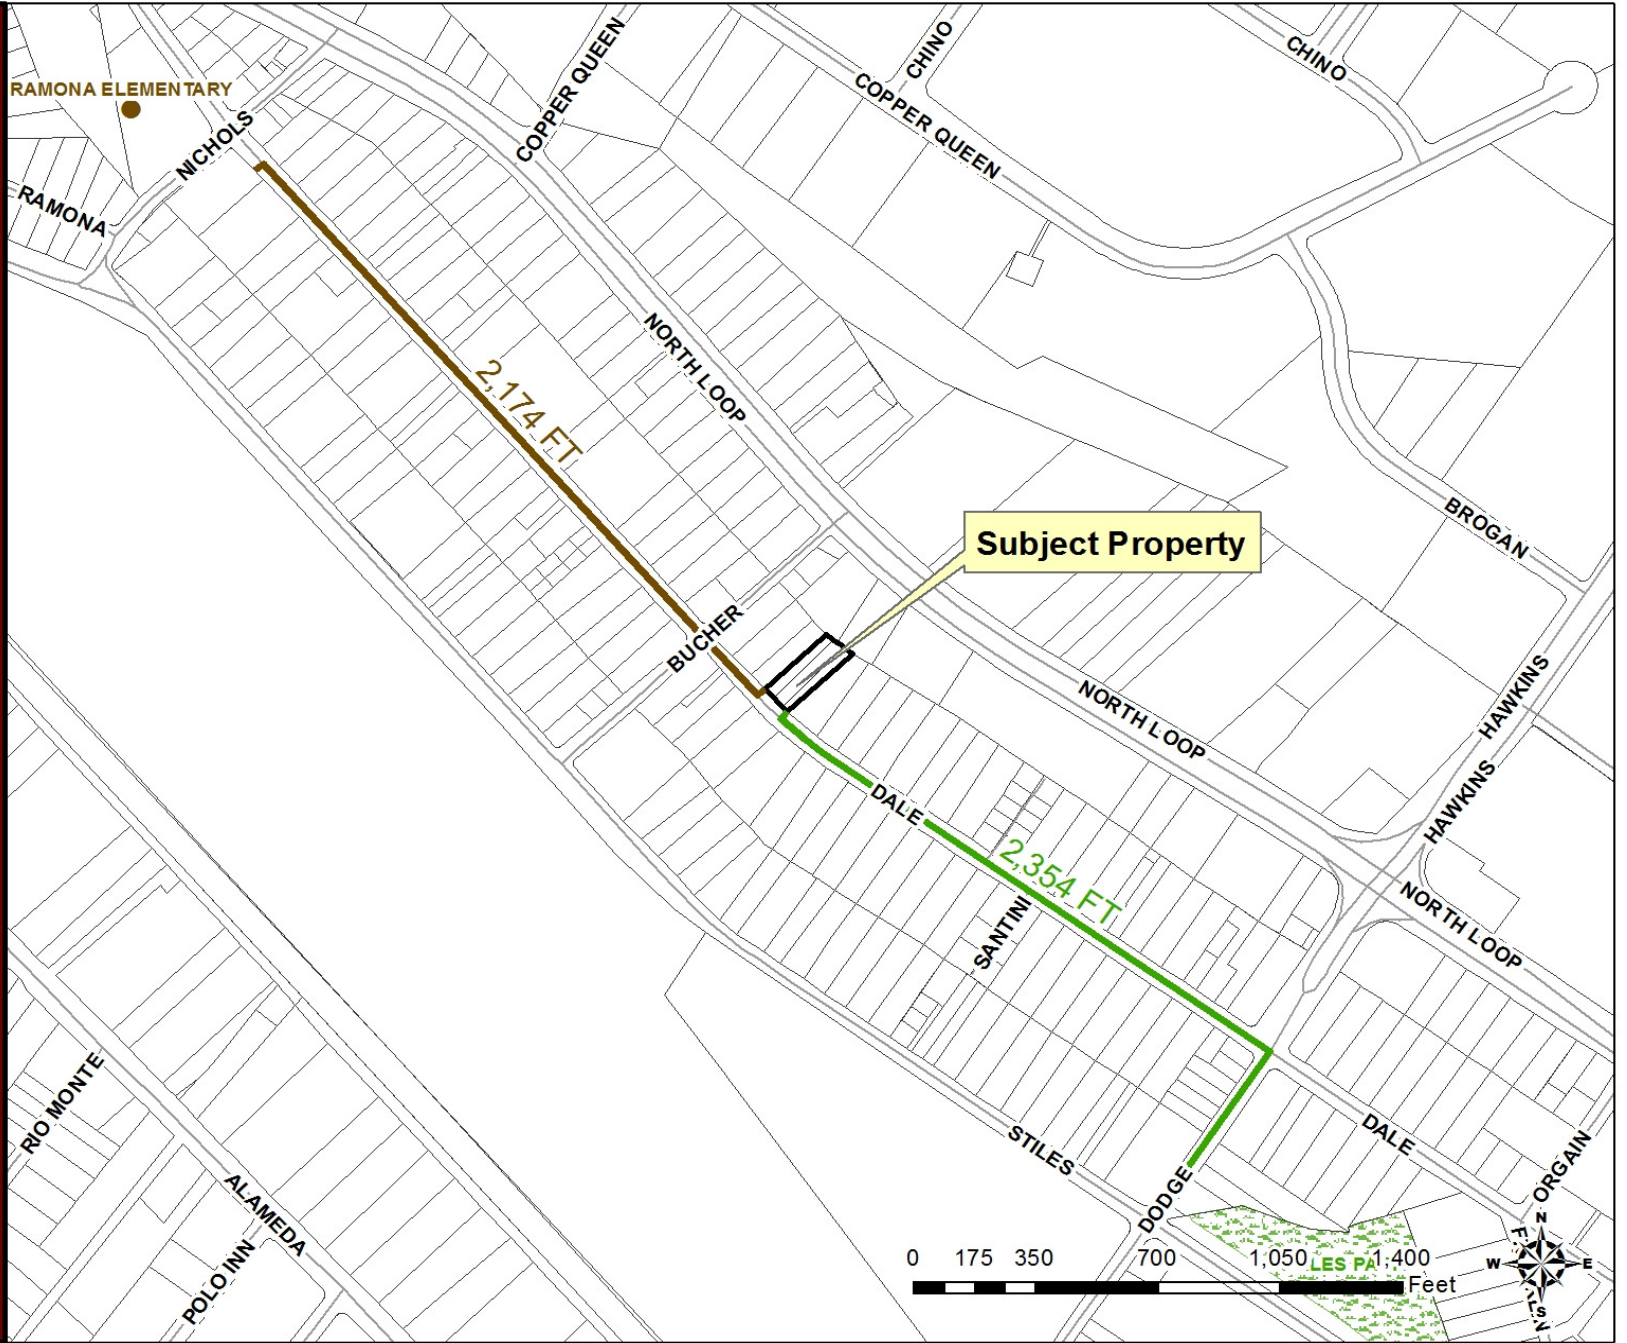 CHINO
CHINO
COPPER QUEEN
COPPER QUEEN
RAMONA ELEMENTARY
NICHOLS
RAMONA
NORTH LOOP
2,174 FT
Subject Property
BROGAN
BUCHER
HAWKINS
NORTH LOOP
HAWKINS
DALE
2,354 FT
NORTH LOOP
SANTINI
RIO MONTE
STILES
DALE
ORGAIN
ALAMEDA
DODGE
POLO INN
N
W E
S
0 175 350 700 1,050 1,400
LES PA
Feet